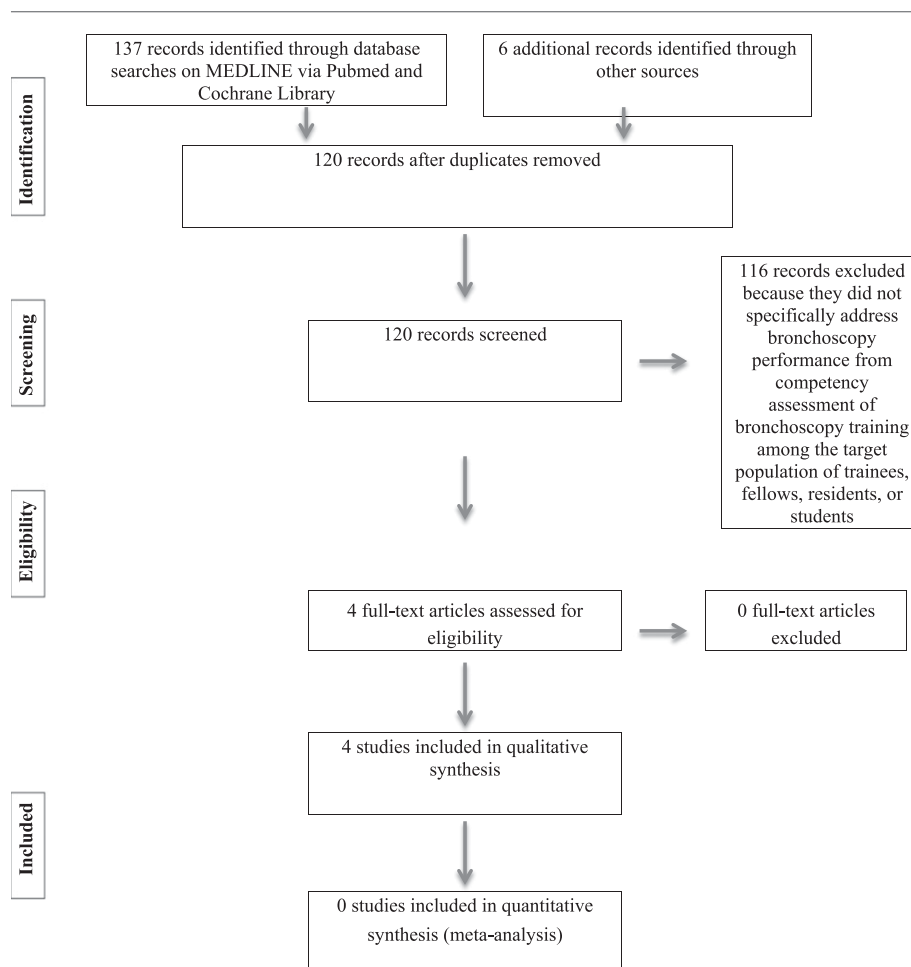 137 records identified through database
searches on MEDLINE via Pubmed and
Cochrane Library
6 additional records identified through
other sources
Identification
120 records after duplicates removed
Screening
120 records screened
116 records excluded
because they did not
specifically address
bronchoscopy
performance from
competency
assessment of
bronchoscopy training
among the target
population of trainees,
fellows, residents, or
students
Eligibility
4 full-text articles assessed for
eligibility
0 full-text articles
excluded
4 studies included in qualitative
synthesis
Included
0 studies included in quantitative
synthesis (meta-analysis)